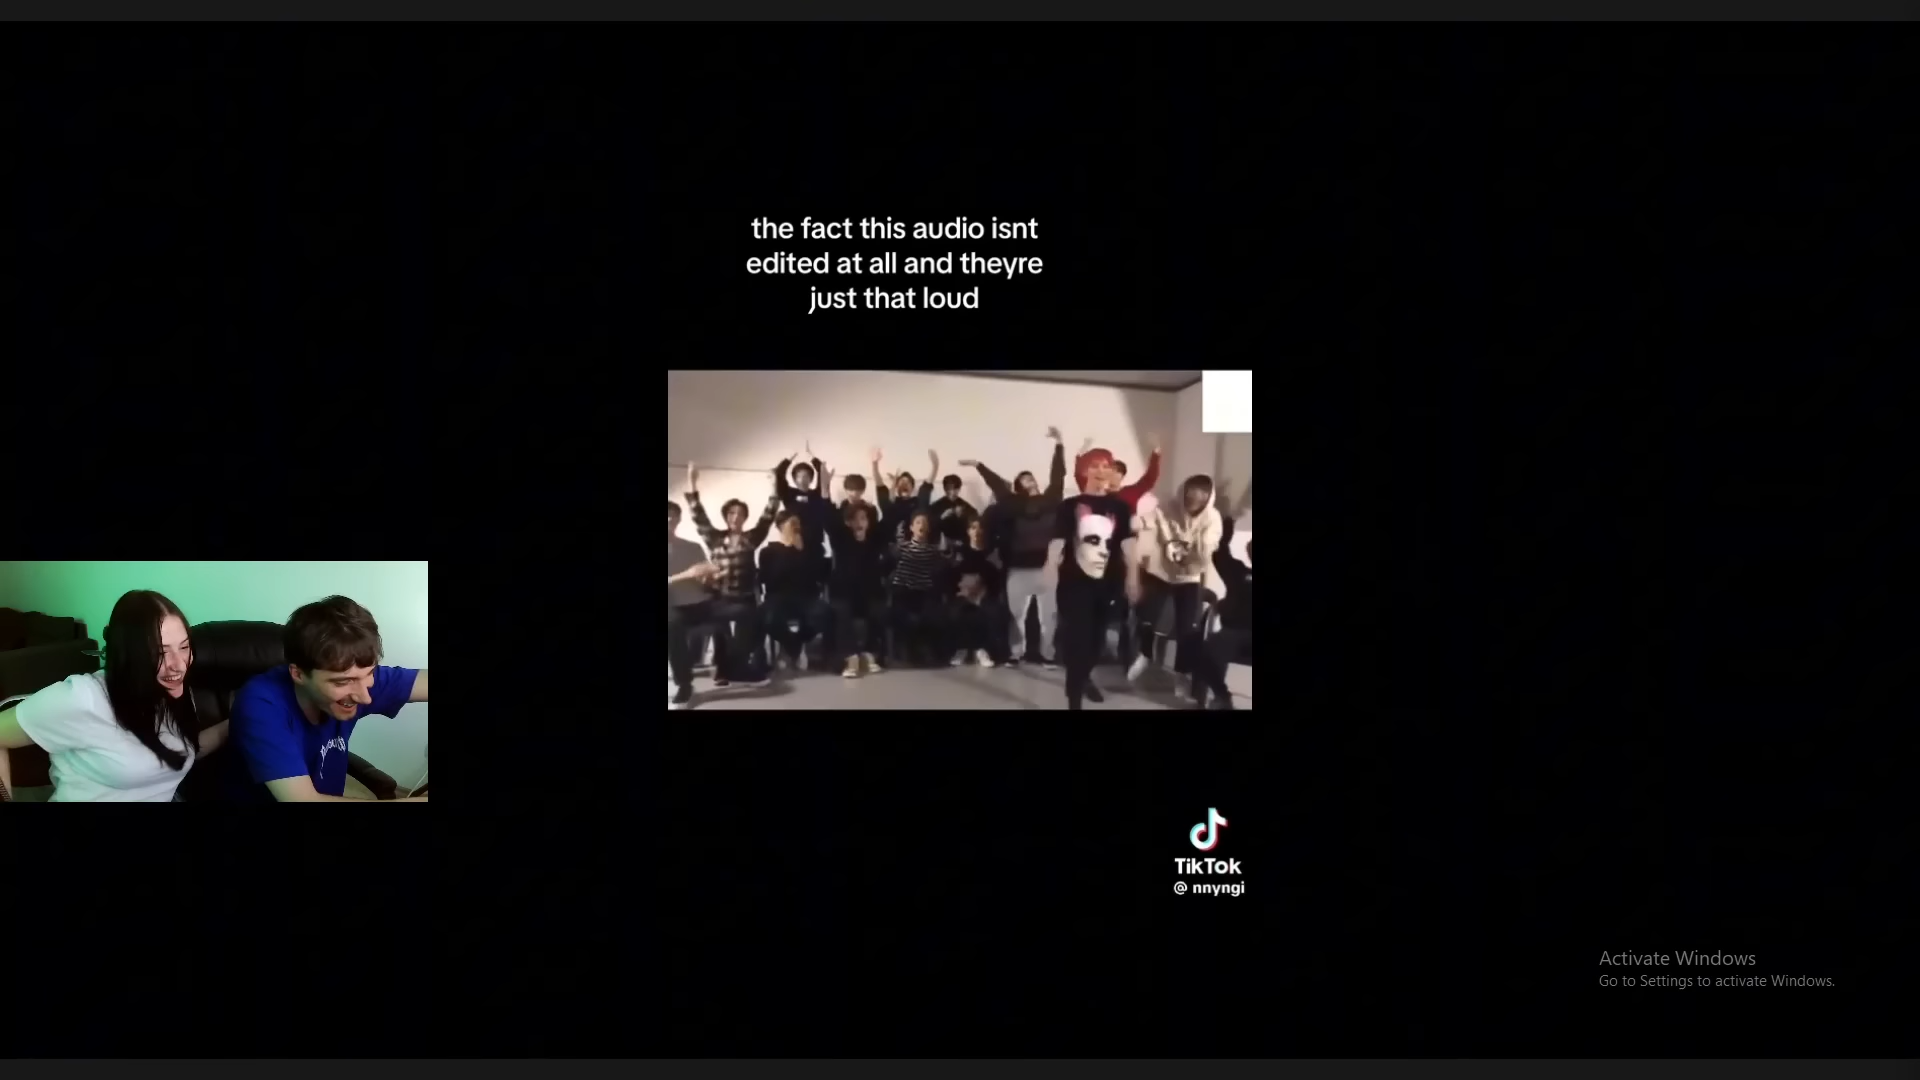 the fact this audio isnt
edited at all and theyre
just that loud
TikTok
@ nnyngi
Activate Windows
Go to Settings to activate Windows.